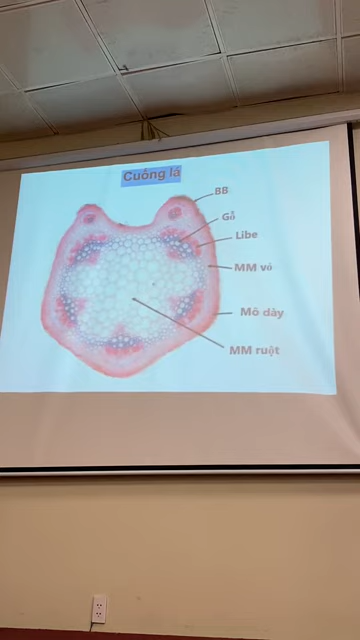 Cuống lá
BB
Gỗ
Libe
MM vỏ
Mô dày
MM ruột